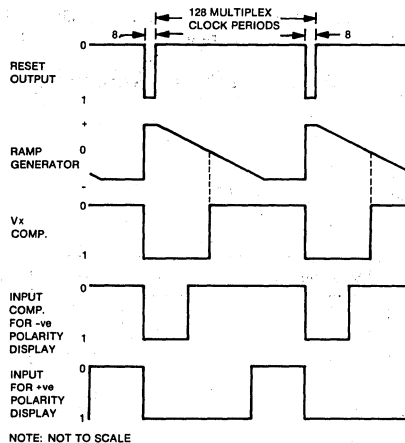 128 MULTIPLEX
CLOCK PERIODS
8
8
0
RESET
OUTPUT
1
+
RAMP
GENERATOR
0
-
0
Vx
COMP.
1
0
INPUT
COMP.
FOR -ve
POLARITY
DISPLAY
1
0
INPUT
FOR +ve
POLARITY
DISPLAY
1
NOTE: NOT TO SCALE